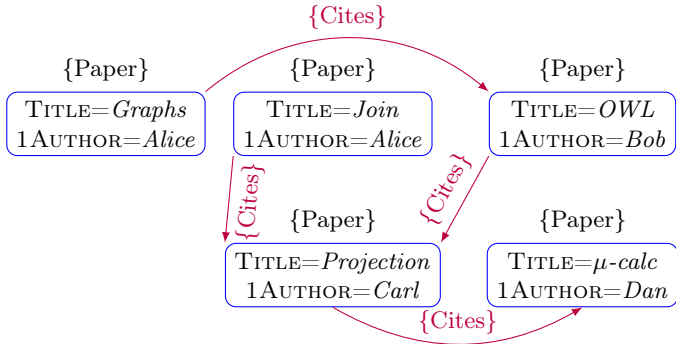 {Cites}
{Paper}
{Paper}
{Paper}
TITLE=Graphs
1AUTHOR=Alice
TITLE=Join
1AUTHOR=Alice
TITLE=OWL
1AUTHOR=Bob
{Cites}
{Cites}
{Paper}
{Paper}
TITLE=Projection
1AUTHOR=Carl
TITLE=μ-calc
1AUTHOR=Dan
{Cites}